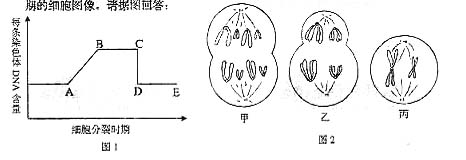 朋的细胞图像。请据图回答：
每条染色体DNA含量
B C
A D E
细胞分裂时期
图1
甲 乙 丙
图2